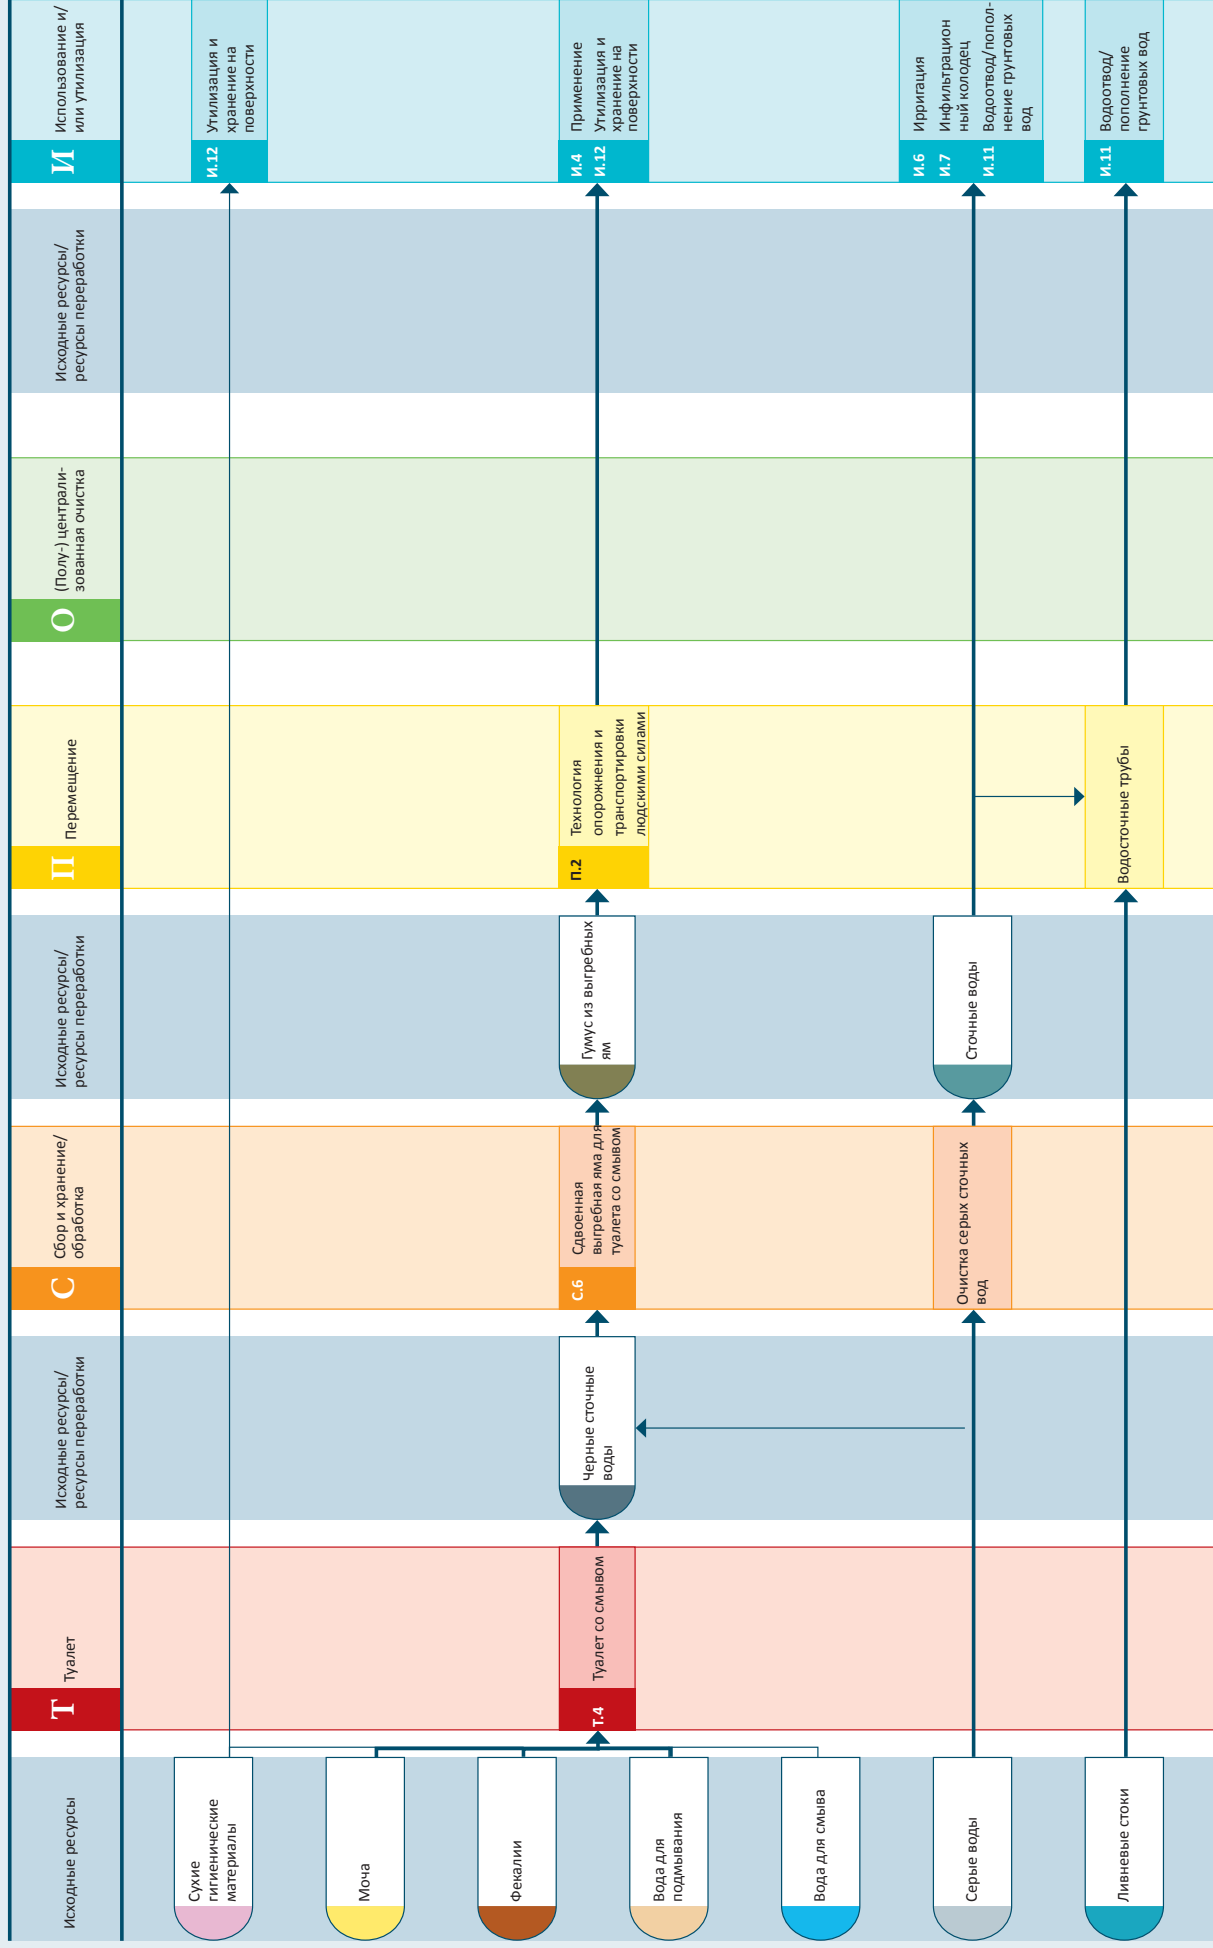 Исходные ресурсы
Т
Туалет
Исходные ресурсы/
ресурсы переработки
С
Сбор и хранение/
обработка
Исходные ресурсы/
ресурсы переработки
П
Перемещение
О
(Полу-) централи-
зованная очистка
Исходные ресурсы/
ресурсы переработки
И
Использование и/
или утилизация
Сухие
гигиенические
материалы
И.12
Утилизация и
хранение на
поверхности
Моча
Фекалии
Т.4
Туалет со смывом
Черные сточные
воды
С.6
Сдвоенная
выгребная яма для
туалета со смывом
Гумус из выгребных
ям
П.2
Технология
опорожнения и
транспортировки
людскими силами
И.4
Применение
И.12
Утилизация и
хранение на
поверхности
Вода для
подмывания
Вода для смыва
Серые воды
Очистка серых сточных
вод
Сточные воды
И.6
Ирригация
И.7
Инфильтрацион
ный колодец
И.11
Водоотвод/попол-
нение грунтовых
вод
Ливневые стоки
Водосточные трубы
И.11
Водоотвод/
пополнение
грунтовых вод